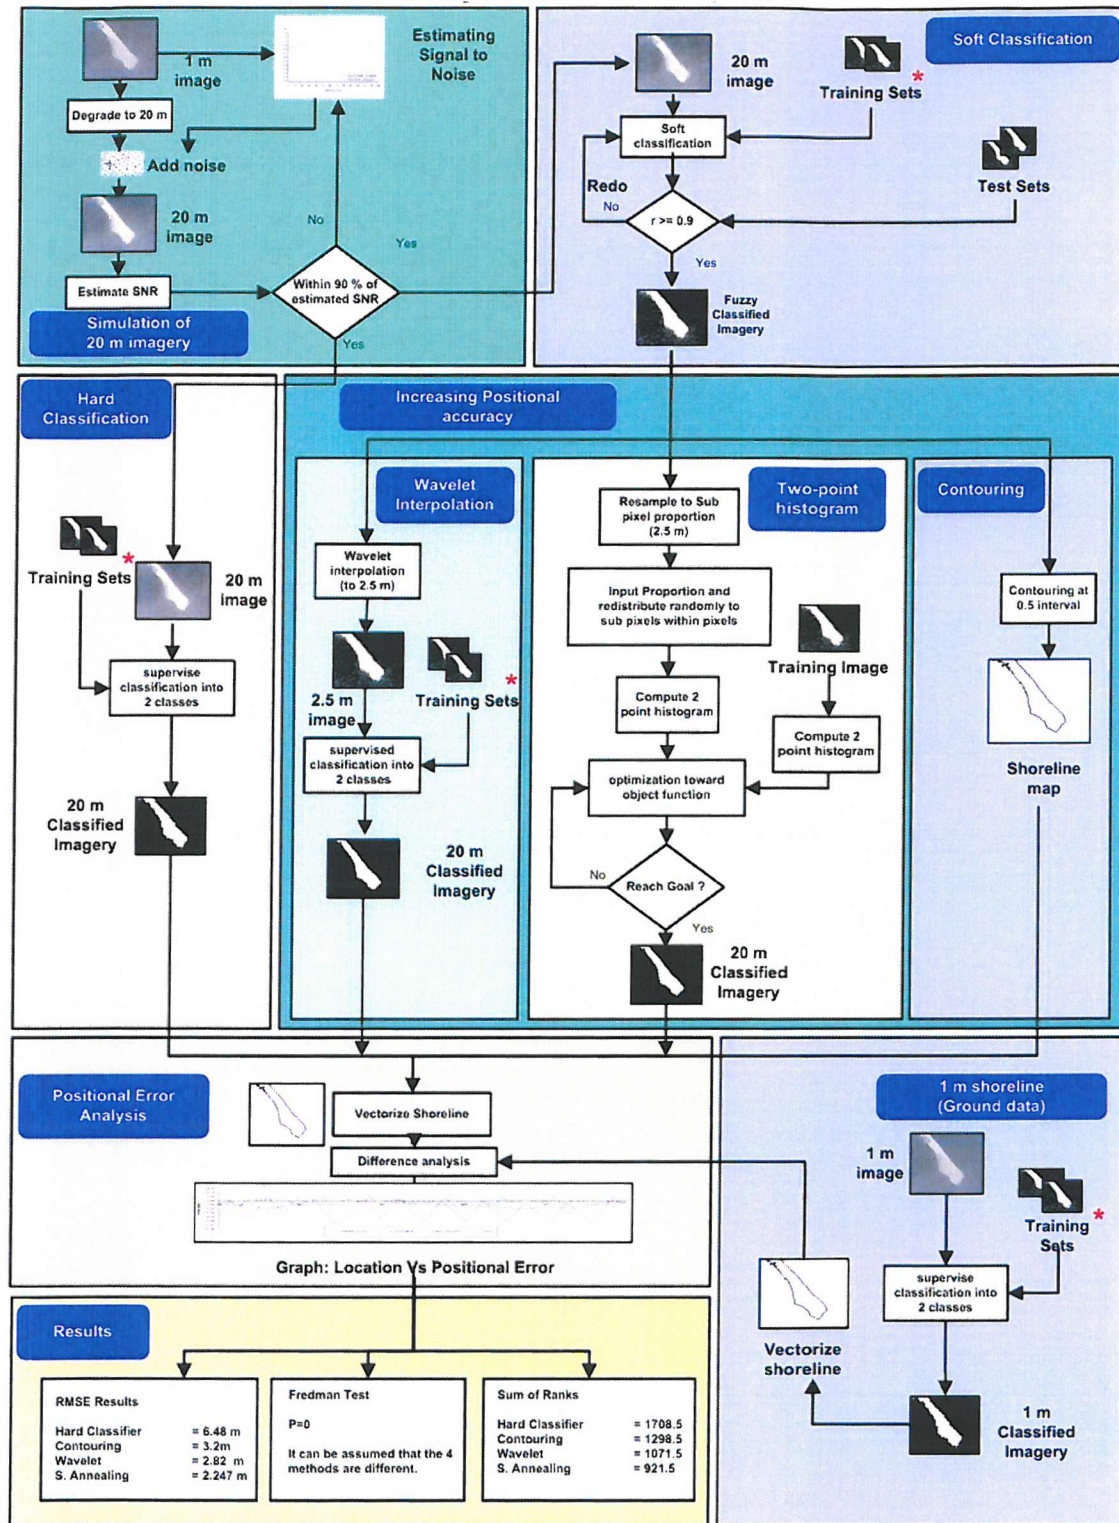 1 m
image
Degrade to 20 m
Add noise
20 m
image
Estimate SNR
Simulation of
20 m imagery
Estimating
Signal to
Noise
No
Yes
Within 90 % of
estimated SNR
Yes
Soft Classification
20 m
image
Training Sets
*
Soft
classification
Test Sets
Redo
No
r >= 0.9
Yes
Fuzzy
Classified
Imagery
Hard
Classification
Training Sets
*
20 m
image
supervise
classification into
2 classes
20 m
Classified
Imagery
Increasing Positional
accuracy
Wavelet
Interpolation
Wavelet
interpolation
(to 2.5 m)
2.5 m
image
Training Sets
*
supervised
classification into
2 classes
20 m
Classified
Imagery
Two-point
histogram
Resample to Sub
pixel proportion
(2.5 m)
Input Proportion and
redistribute randomly to
sub pixels within pixels
Training Image
Compute 2
point histogram
Compute 2
point histogram
optimization toward
object function
No
Reach Goal ?
Yes
20 m
Classified
Imagery
Contouring
Contouring at
0.5 interval
Shoreline
map
Positional Error
Analysis
Vectorize Shoreline
Difference analysis
Graph: Location Vs Positional Error
1 m shoreline
(Ground data)
1 m
image
Training
Sets
*
supervise
classification into
2 classes
Vectorize
shoreline
1 m
Classified
Imagery
Results
RMSE Results
Hard Classifier = 6.48 m
Contouring = 3.2m
Wavelet = 2.82 m
S. Annealing = 2.247 m
Fredman Test
P=0
It can be assumed that the 4
methods are different.
Sum of Ranks
Hard Classifier = 1708.5
Contouring = 1298.5
Wavelet = 1071.5
S. Annealing = 921.5